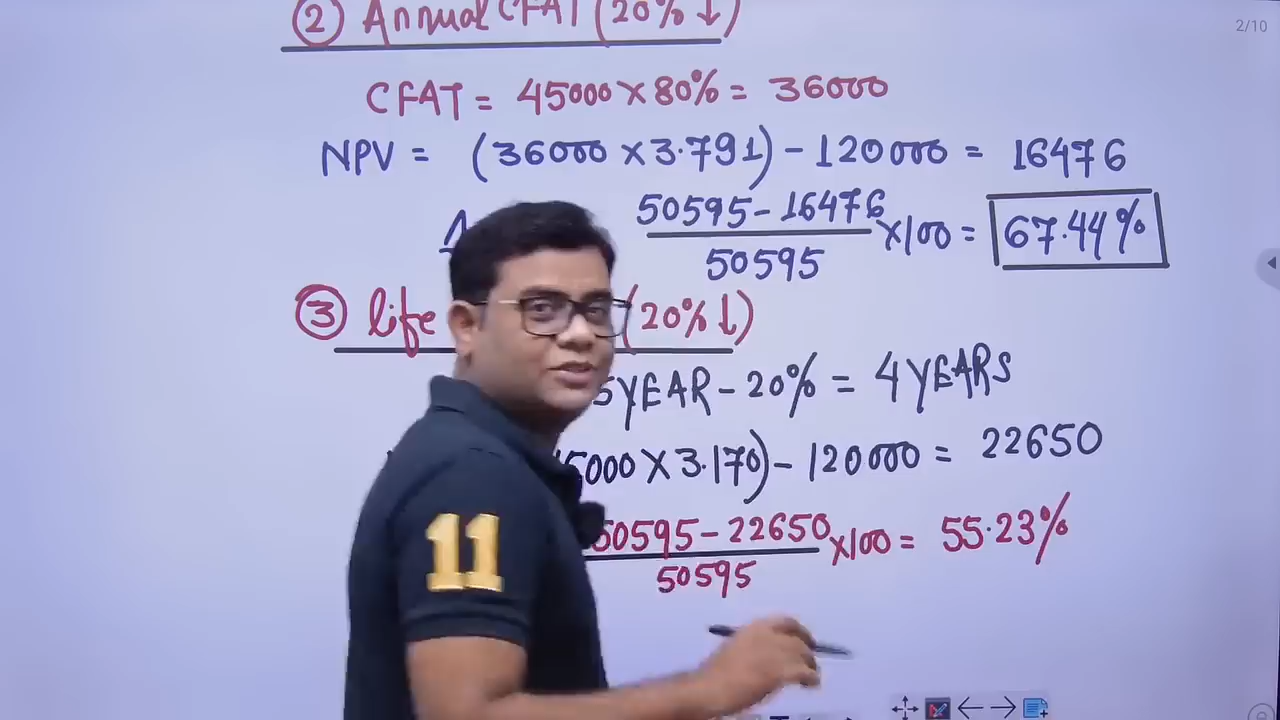 ② Annual CFAT (20% ↓)
2/10
CFAT = 45000 × 80% = 36000
NPV = (36000 × 3.791) - 120000 = 16476
50595 - 16476
50595
×100 = 67.44%
③ life (20% ↓)
5 YEAR - 20% = 4 YEARS
5000 × 3.170) - 120000 = 22650
50595 - 22650
50595
×100 = 55.23%
11